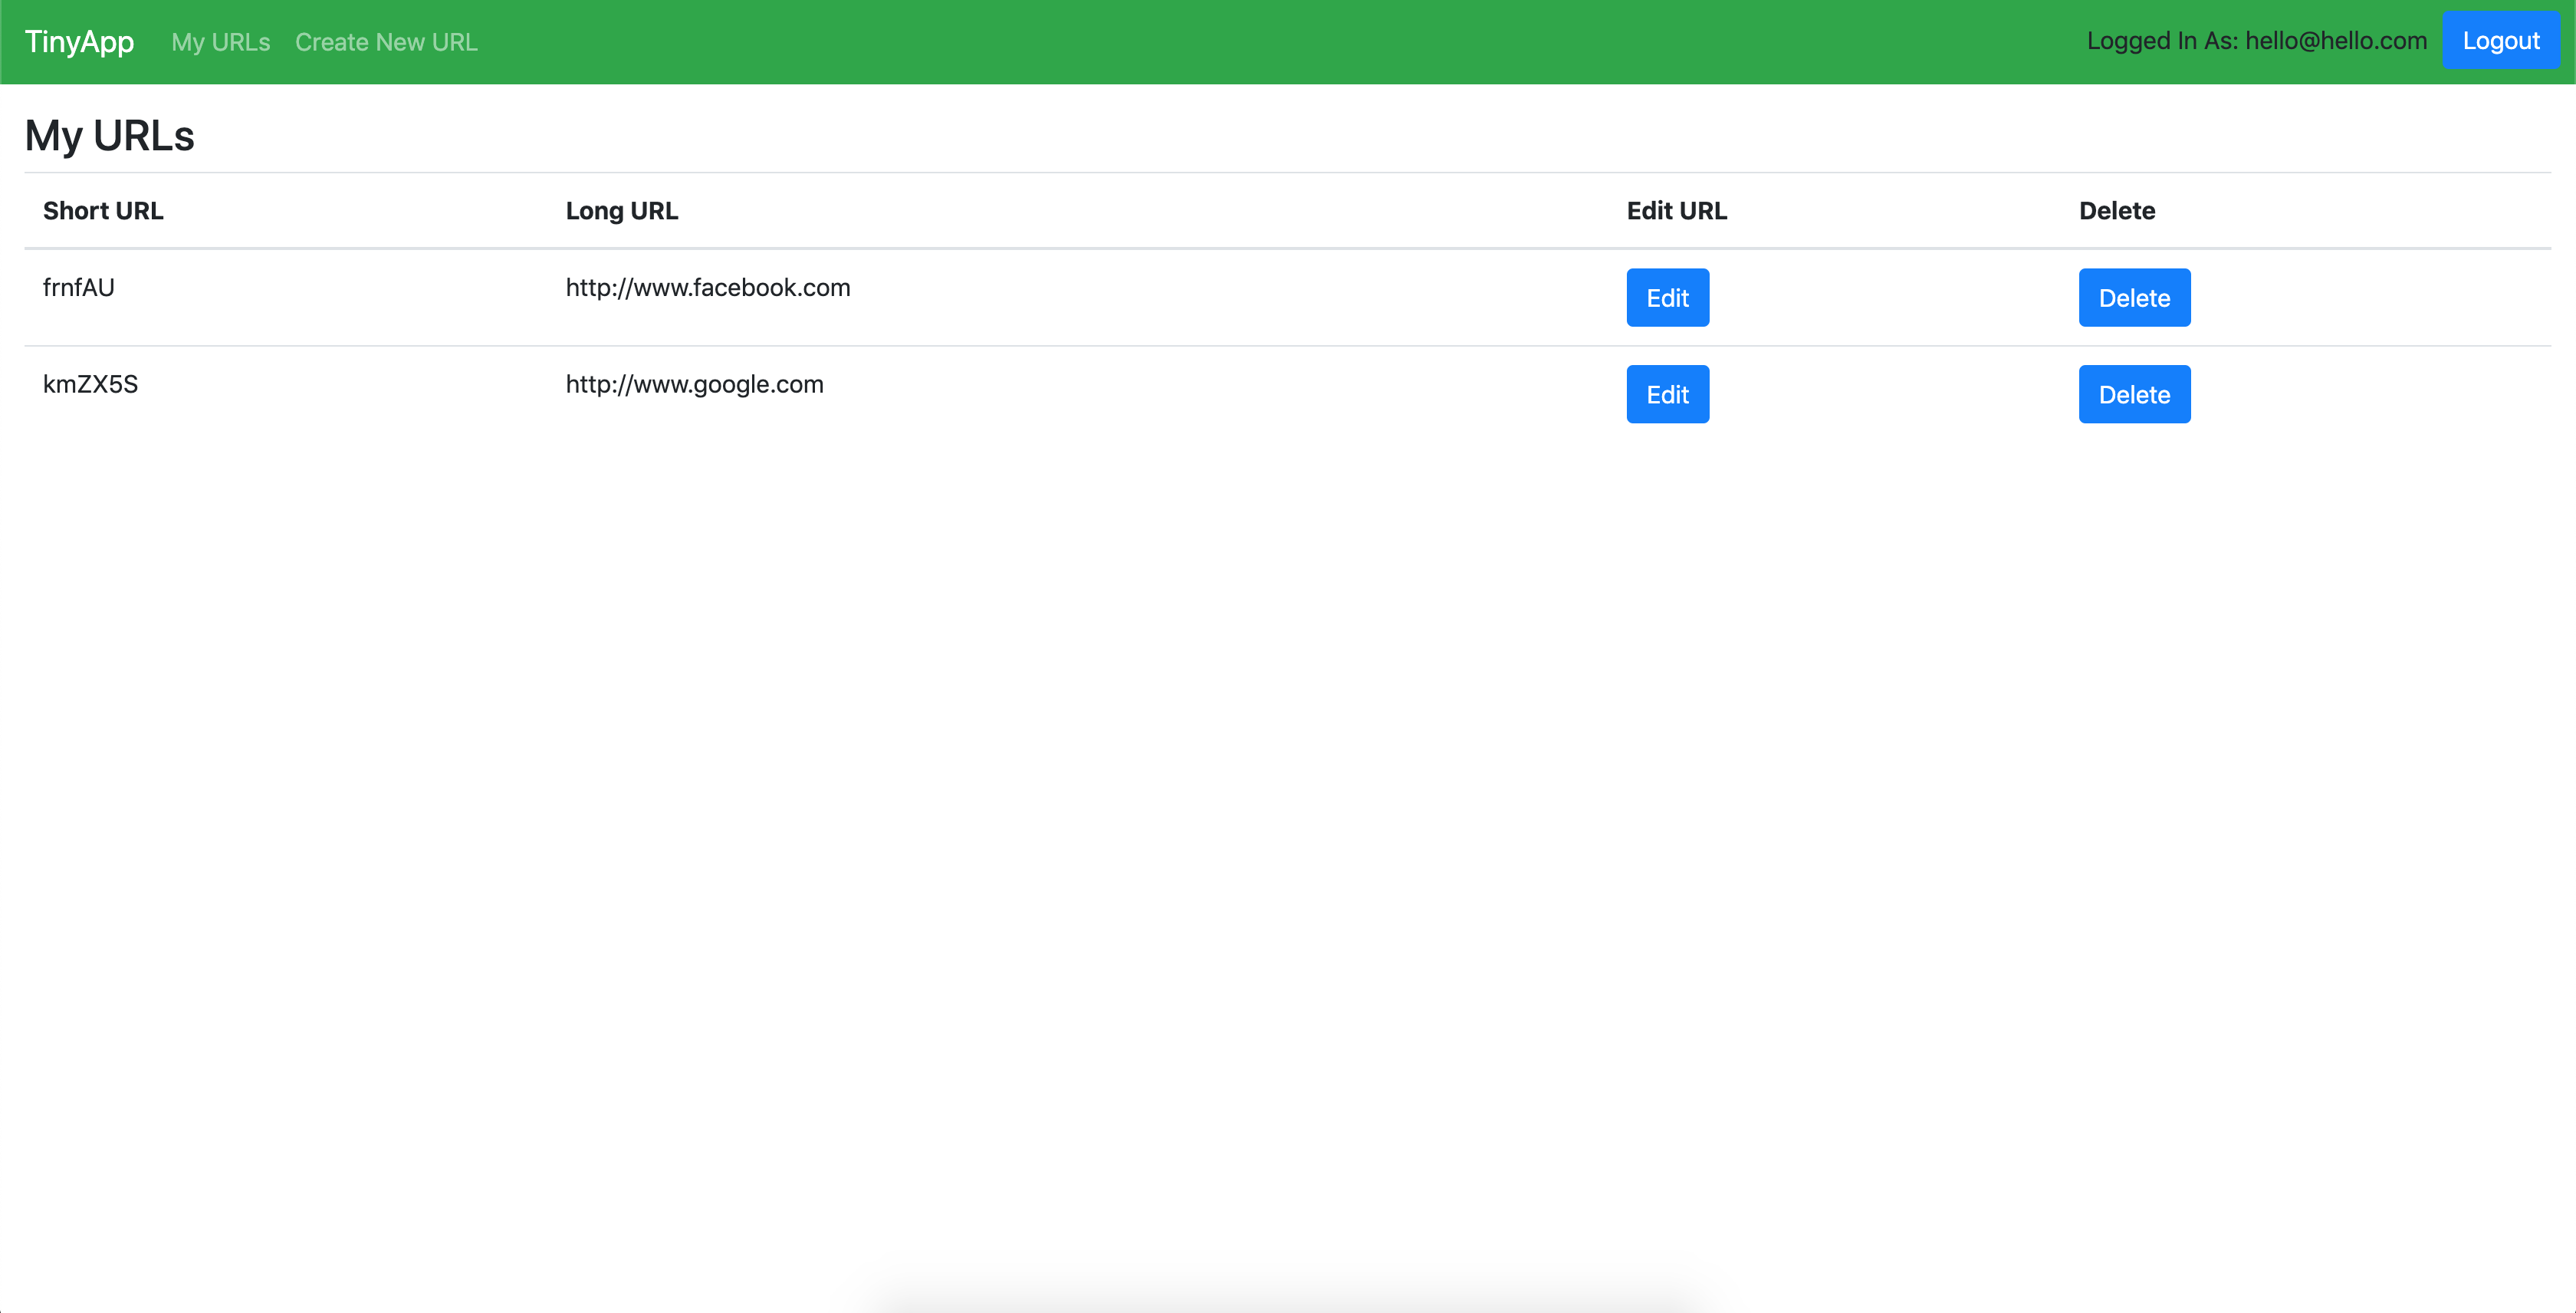 TinyApp My URLs Create New URL Logged In As: hello@hello.com Logout
My URLs
Short URL Long URL Edit URL Delete
frnfAU http://www.facebook.com Edit Delete
kmZX5S http://www.google.com Edit Delete